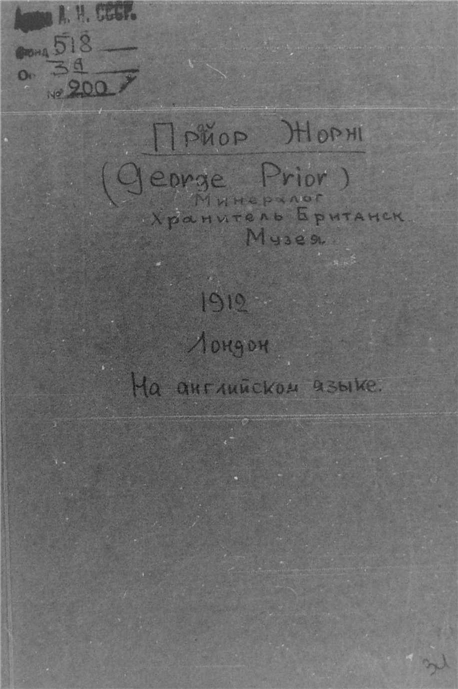 Архив А. Н. СССР.
Фонд 518
Оп. 3
№ 200
Прйор Жорж
(George Prior)
Минералог
Хранитель Британск
Музея
1912
Лондон
На английском языке.